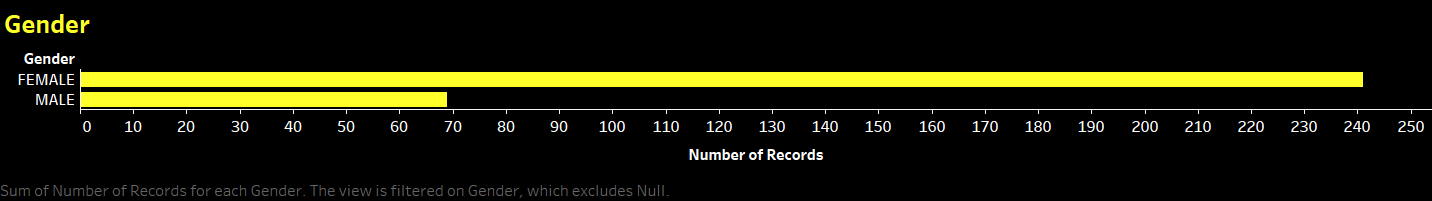 Gender
Gender
FEMALE
MALE
0 10 20 30 40 50 60 70 80 90 100 110 120 130 140 150 160 170 180 190 200 210 220 230 240 250
Number of Records
Sum of Number of Records for each Gender. The view is filtered on Gender, which excludes Null.